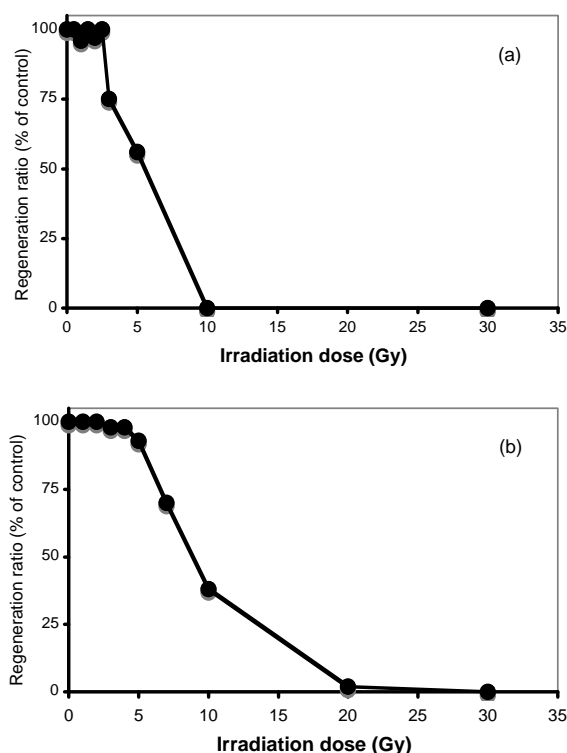 100
(a)
75
50
25
0
0 5 10 15 20 25 30 35
Regeneration ratio (% of control)
Irradiation dose (Gy)
100
(b)
75
50
25
0
0 5 10 15 20 25 30 35
Regeneration ratio (% of control)
Irradiation dose (Gy)